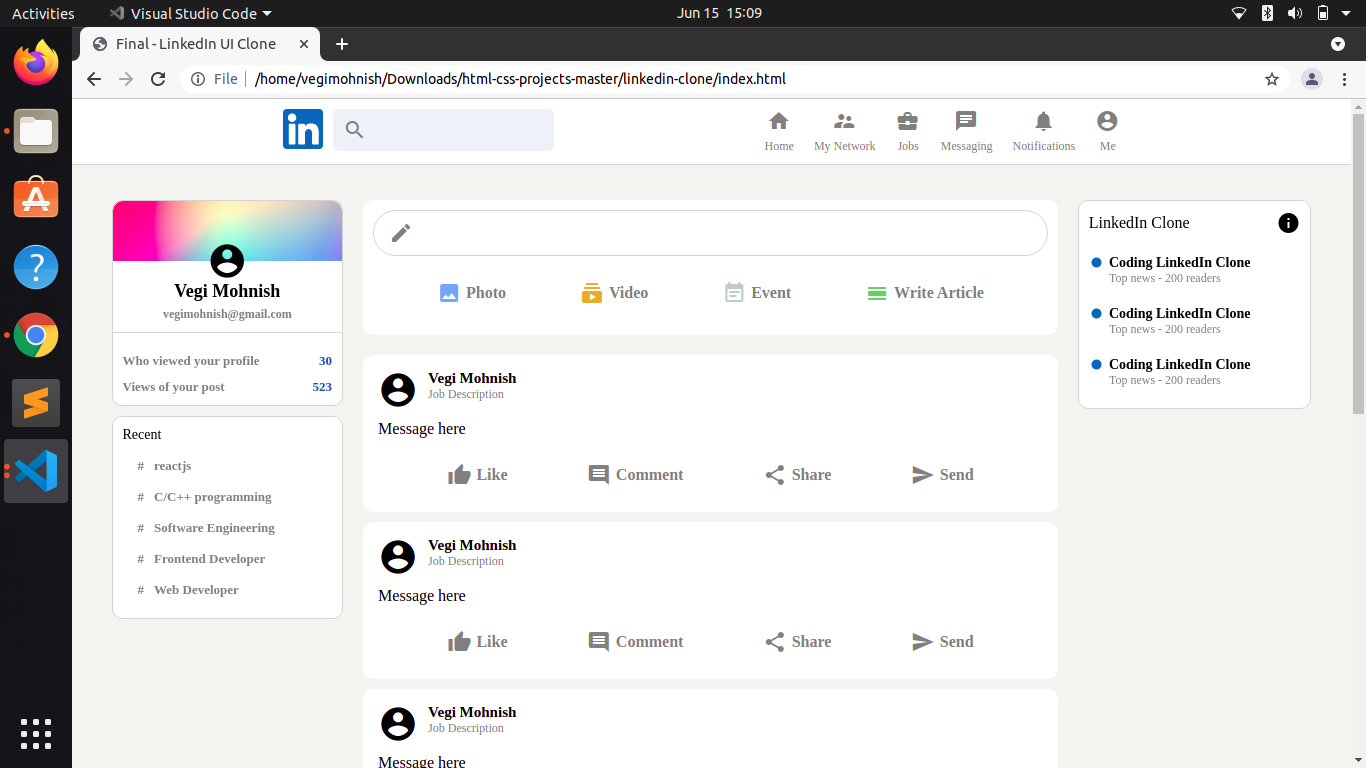 Activities Visual Studio Code Jun 15 15:09
Final - LinkedIn UI Clone
File /home/vegimohnish/Downloads/html-css-projects-master/linkedin-clone/index.html
in
Home My Network Jobs Messaging Notifications Me
Vegi Mohnish
vegimohnish@gmail.com
Who viewed your profile 30
Views of your post 523
Recent
# reactjs
# C/C++ programming
# Software Engineering
# Frontend Developer
# Web Developer
Photo Video Event Write Article
Vegi Mohnish
Job Description
Message here
Like Comment Share Send
Vegi Mohnish
Job Description
Message here
Like Comment Share Send
Vegi Mohnish
Job Description
Message here
LinkedIn Clone
Coding LinkedIn Clone
Top news - 200 readers
Coding LinkedIn Clone
Top news - 200 readers
Coding LinkedIn Clone
Top news - 200 readers